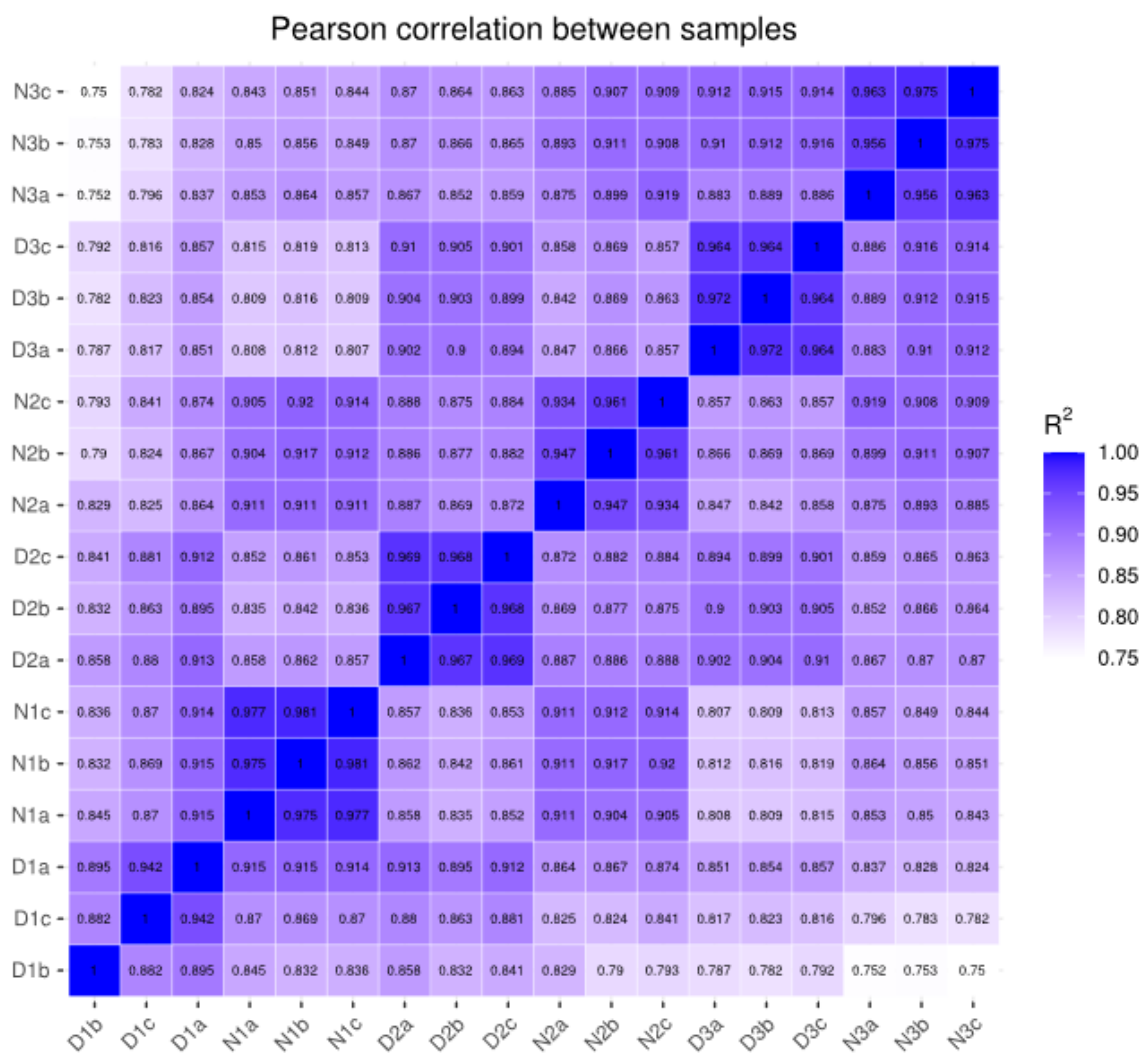 Pearson correlation between samples
N3c 0.75 0.782 0.824 0.843 0.851 0.844 0.87 0.864 0.863 0.885 0.907 0.909 0.912 0.915 0.914 0.963 0.975 1
N3b 0.753 0.783 0.828 0.85 0.856 0.849 0.87 0.866 0.865 0.893 0.911 0.908 0.91 0.912 0.916 0.956 1 0.975
N3a 0.752 0.796 0.837 0.853 0.864 0.857 0.867 0.852 0.859 0.875 0.899 0.919 0.883 0.889 0.886 1 0.956 0.963
D3c 0.792 0.816 0.857 0.815 0.819 0.813 0.91 0.905 0.901 0.858 0.869 0.857 0.964 0.964 1 0.886 0.916 0.914
D3b 0.782 0.823 0.854 0.809 0.816 0.809 0.904 0.903 0.899 0.842 0.869 0.863 0.972 1 0.964 0.889 0.912 0.915
D3a 0.787 0.817 0.851 0.808 0.812 0.807 0.902 0.9 0.894 0.847 0.866 0.857 1 0.972 0.964 0.883 0.91 0.912
N2c 0.793 0.841 0.874 0.905 0.92 0.914 0.888 0.875 0.884 0.934 0.961 1 0.857 0.863 0.857 0.919 0.908 0.909
N2b 0.79 0.824 0.867 0.904 0.917 0.912 0.886 0.877 0.882 0.947 1 0.961 0.866 0.869 0.869 0.899 0.911 0.907
N2a 0.829 0.825 0.864 0.911 0.911 0.911 0.887 0.869 0.872 1 0.947 0.934 0.847 0.842 0.858 0.875 0.893 0.885
D2c 0.841 0.881 0.912 0.852 0.861 0.853 0.969 0.968 1 0.872 0.882 0.884 0.894 0.899 0.901 0.859 0.865 0.863
D2b 0.832 0.863 0.895 0.835 0.842 0.836 0.967 1 0.968 0.869 0.877 0.875 0.9 0.903 0.905 0.852 0.866 0.864
D2a 0.858 0.88 0.913 0.858 0.862 0.857 1 0.967 0.969 0.887 0.886 0.888 0.902 0.904 0.91 0.867 0.87 0.87
N1c 0.836 0.87 0.914 0.977 0.981 1 0.857 0.836 0.853 0.911 0.912 0.914 0.807 0.809 0.813 0.857 0.849 0.844
N1b 0.832 0.869 0.915 0.975 1 0.981 0.862 0.842 0.861 0.911 0.917 0.92 0.812 0.816 0.819 0.864 0.856 0.851
N1a 0.845 0.87 0.915 1 0.975 0.977 0.858 0.835 0.852 0.911 0.904 0.905 0.808 0.809 0.815 0.853 0.85 0.843
D1a 0.895 0.942 1 0.915 0.915 0.914 0.913 0.895 0.912 0.864 0.867 0.874 0.851 0.854 0.857 0.837 0.828 0.824
D1c 0.882 1 0.942 0.87 0.869 0.87 0.88 0.863 0.881 0.825 0.824 0.841 0.817 0.823 0.816 0.796 0.783 0.782
D1b 1 0.882 0.895 0.845 0.832 0.836 0.858 0.832 0.841 0.829 0.79 0.793 0.787 0.782 0.792 0.752 0.753 0.75
D1b D1c D1a N1a N1b N1c D2a D2b D2c N2a N2b N2c D3a D3b D3c N3a N3b N3c
R²
1.00
0.95
0.90
0.85
0.80
0.75